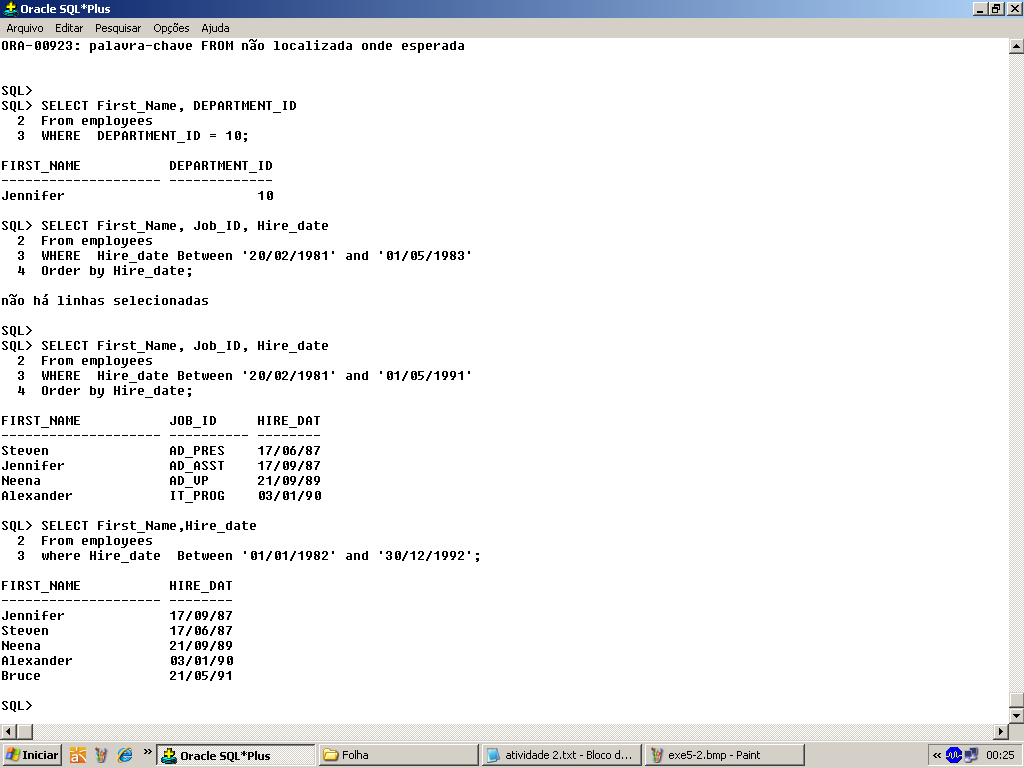 Oracle SQL*Plus
Arquivo Editar Pesquisar Opções Ajuda
ORA-00923: palavra-chave FROM não localizada onde esperada
SQL>
SQL> SELECT First_Name, DEPARTMENT_ID
2 From employees
3 WHERE  DEPARTMENT_ID = 10;
FIRST_NAME           DEPARTMENT_ID
-------------------- -------------
Jennifer                        10
SQL> SELECT First_Name, Job_ID, Hire_date
2 From employees
3 WHERE  Hire_date Between '20/02/1981' and '01/05/1983'
4 Order by Hire_date;
não há linhas selecionadas
SQL>
SQL> SELECT First_Name, Job_ID, Hire_date
2 From employees
3 WHERE  Hire_date Between '20/02/1981' and '01/05/1991'
4 Order by Hire_date;
FIRST_NAME           JOB_ID     HIRE_DAT
-------------------- ---------- --------
Steven               AD_PRES    17/06/87
Jennifer             AD_ASST    17/09/87
Neena                AD_VP      21/09/89
Alexander            IT_PROG    03/01/90
SQL> SELECT First_Name,Hire_date
2 From employees
3 where Hire_date  Between '01/01/1982' and '30/12/1992';
FIRST_NAME           HIRE_DAT
-------------------- --------
Jennifer             17/09/87
Steven               17/06/87
Neena                21/09/89
Alexander            03/01/90
Bruce                21/05/91
SQL>
Iniciar » Oracle SQL*Plus Folha atividade 2.txt - Bloco d... exe5-2.bmp - Paint « 00:25